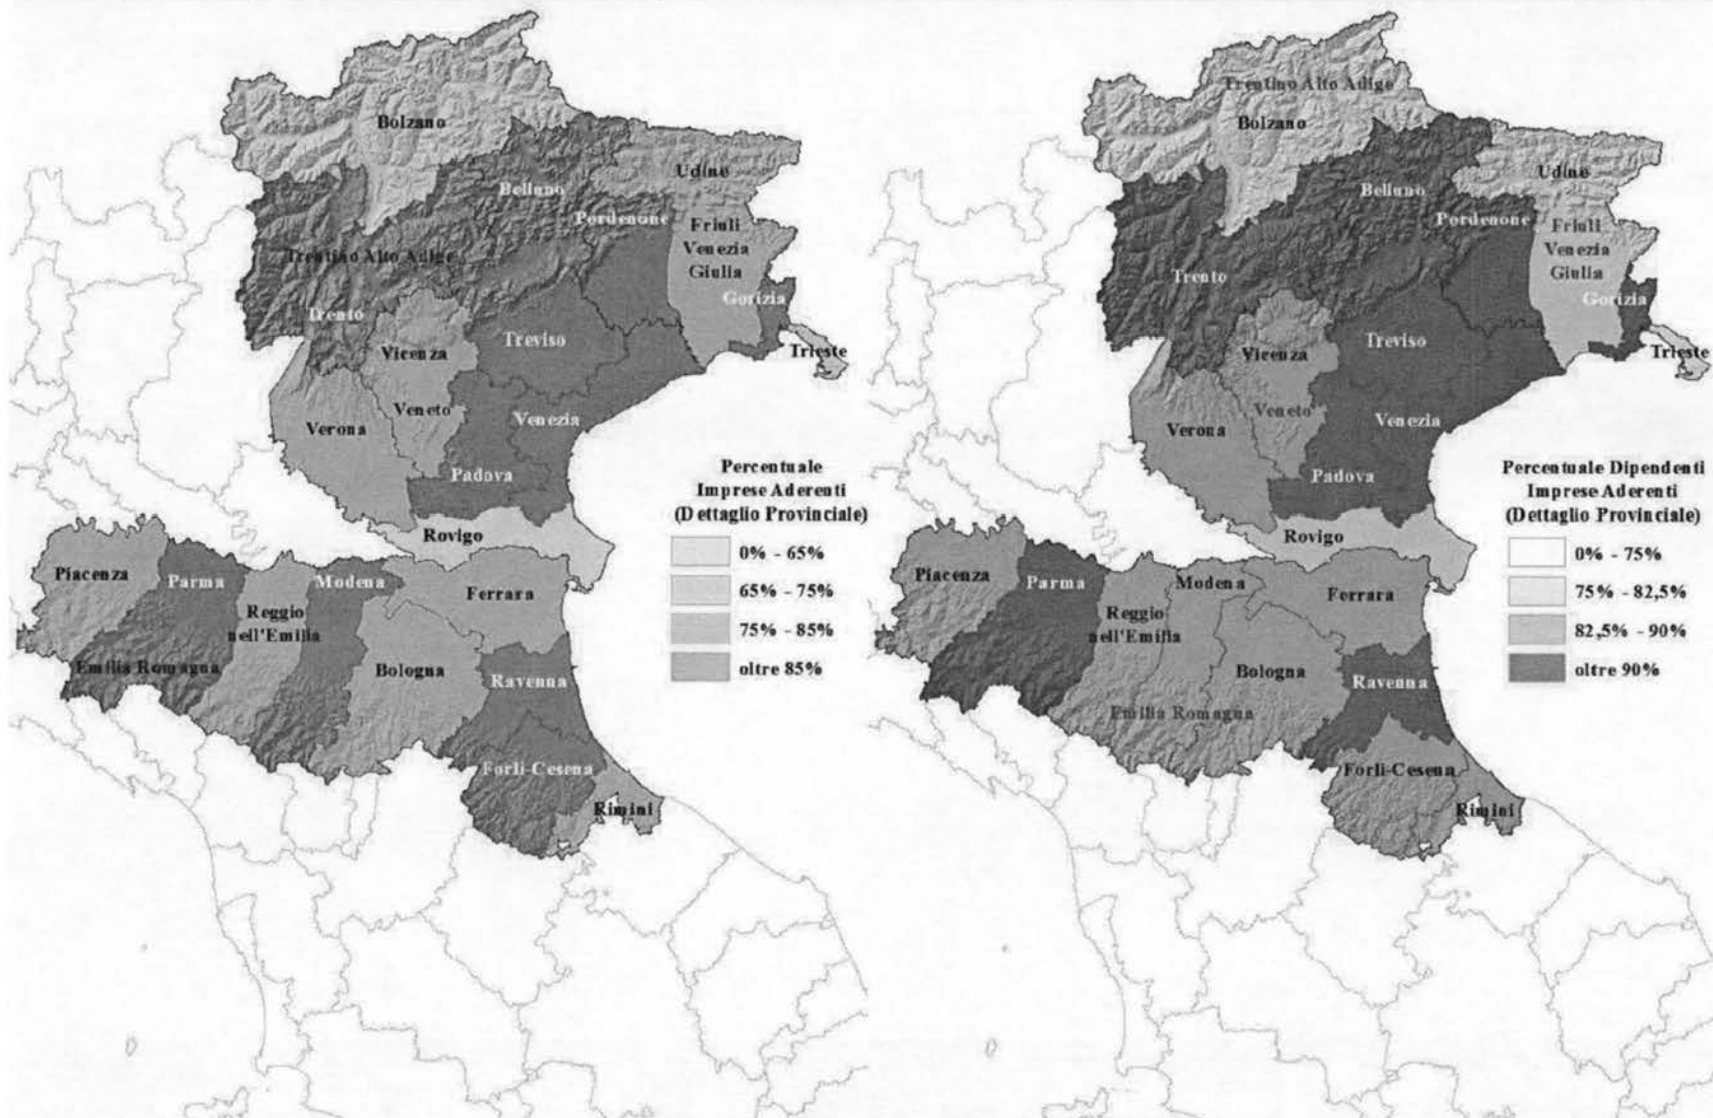 Bolzano
Udine
Belluno
Pordenone
Friuli
Venezia
Giulia
Trentino Alto Adige
Gorizia
Trento
Treviso
Vicenza
Trieste
Veneto
Venezia
Verona
Padova
Rovigo
Piacenza
Parma
Modena
Ferrara
Reggio
nell'Emilia
Emilia Romagna
Bologna
Ravenna
Forlì-Cesena
Rimini
Percentuale
Imprese Aderenti
(Dettaglio Provinciale)
0% - 65%
65% - 75%
75% - 85%
oltre 85%
Trentino Alto Adige
Bolzano
Udine
Belluno
Pordenone
Friuli
Venezia
Giulia
Trento
Gorizia
Treviso
Vicenza
Trieste
Veneto
Venezia
Verona
Padova
Rovigo
Piacenza
Parma
Modena
Ferrara
Reggio
nell'Emilia
Bologna
Ravenna
Emilia Romagna
Forlì-Cesena
Rimini
Percentuale Dipendenti
Imprese Aderenti
(Dettaglio Provinciale)
0% - 75%
75% - 82,5%
82,5% - 90%
oltre 90%